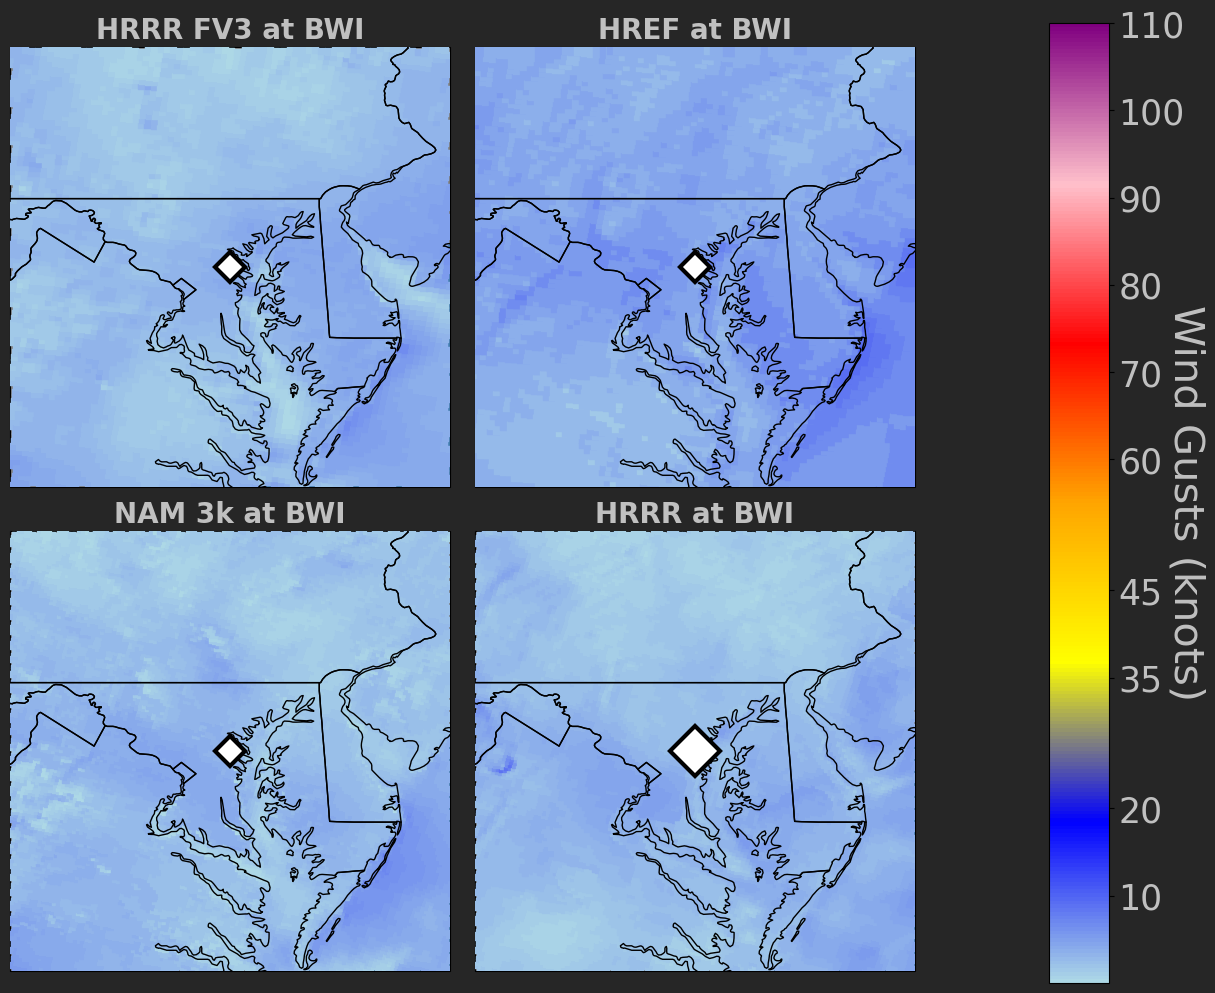 HRRR FV3 at BWI
HREF at BWI
NAM 3k at BWI
HRRR at BWI
110
100
90
80
70
60
45
35
20
10
Wind Gusts (knots)